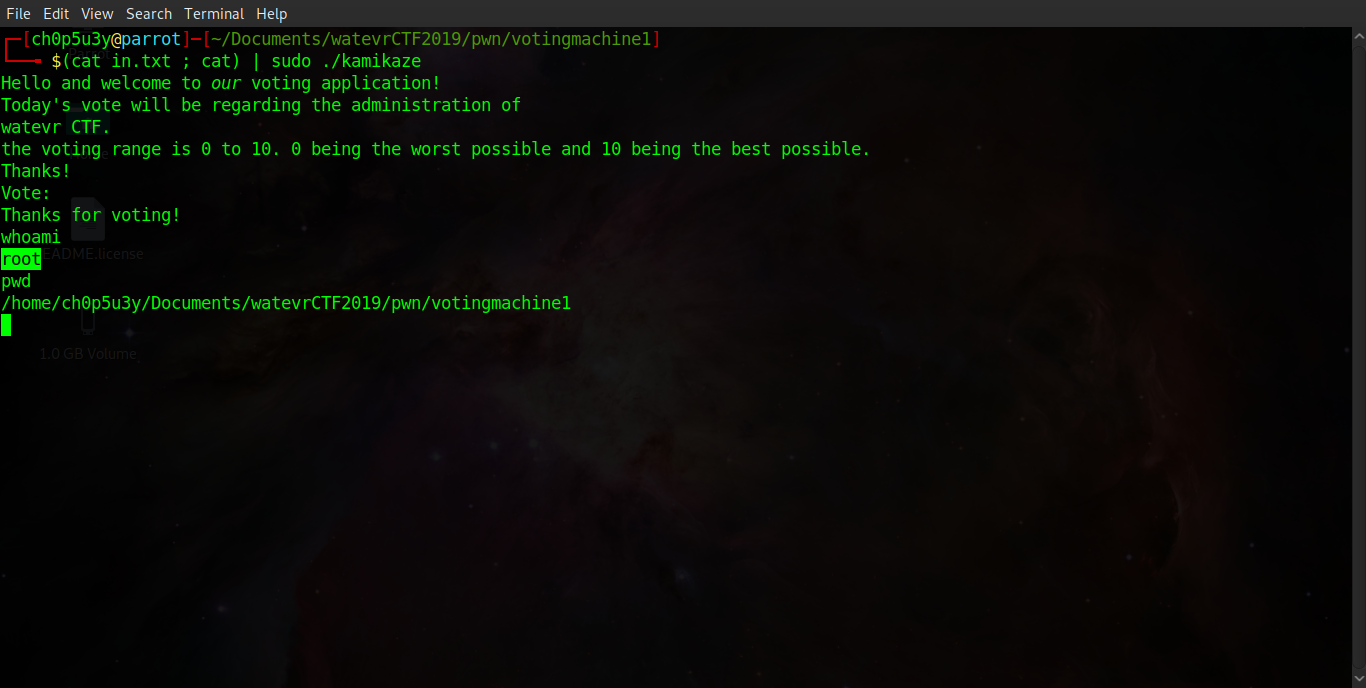 File Edit View Search Terminal Help
┌─[ch0p5u3y@parrot]─[~/Documents/watevrCTF2019/pwn/votingmachine1]
└──╼ $(cat in.txt ; cat) | sudo ./kamikaze
Hello and welcome to our voting application!
Today's vote will be regarding the administration of
watevr CTF.
the voting range is 0 to 10. 0 being the worst possible and 10 being the best possible.
Thanks!
Vote:
Thanks for voting!
whoami
root
README.license
pwd
/home/ch0p5u3y/Documents/watevrCTF2019/pwn/votingmachine1
1.0 GB Volume